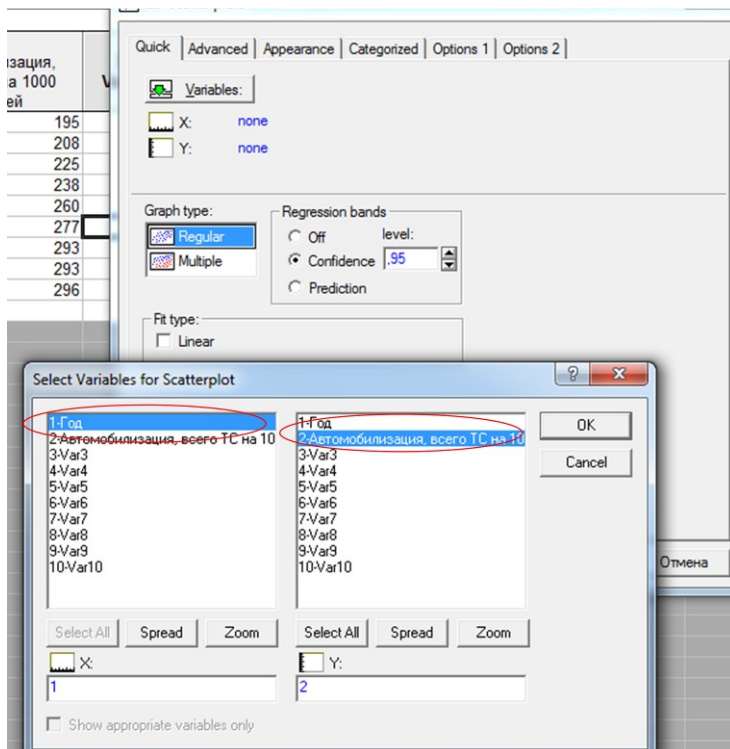 Quick Advanced Appearance Categorized Options 1 Options 2
Variables:
X: none
Y: none
а 1000
ей
195
208
225
238
260
277
293
293
296
Graph type:
Regular
Multiple
Regression bands
Off
level:
Confidence ,95
Prediction
Fit type:
Linear
Select Variables for Scatterplot
1-Год
2-Автомобилизация, всего ТС на 10
3-Var3
4-Var4
5-Var5
6-Var6
7-Var7
8-Var8
9-Var9
10-Var10
1-Год
2-Автомобилизация, всего ТС на 10
3-Var3
4-Var4
5-Var5
6-Var6
7-Var7
8-Var8
9-Var9
10-Var10
OK
Cancel
Отмена
Select All Spread Zoom
Select All Spread Zoom
X:
1
Y:
2
Show appropriate variables only